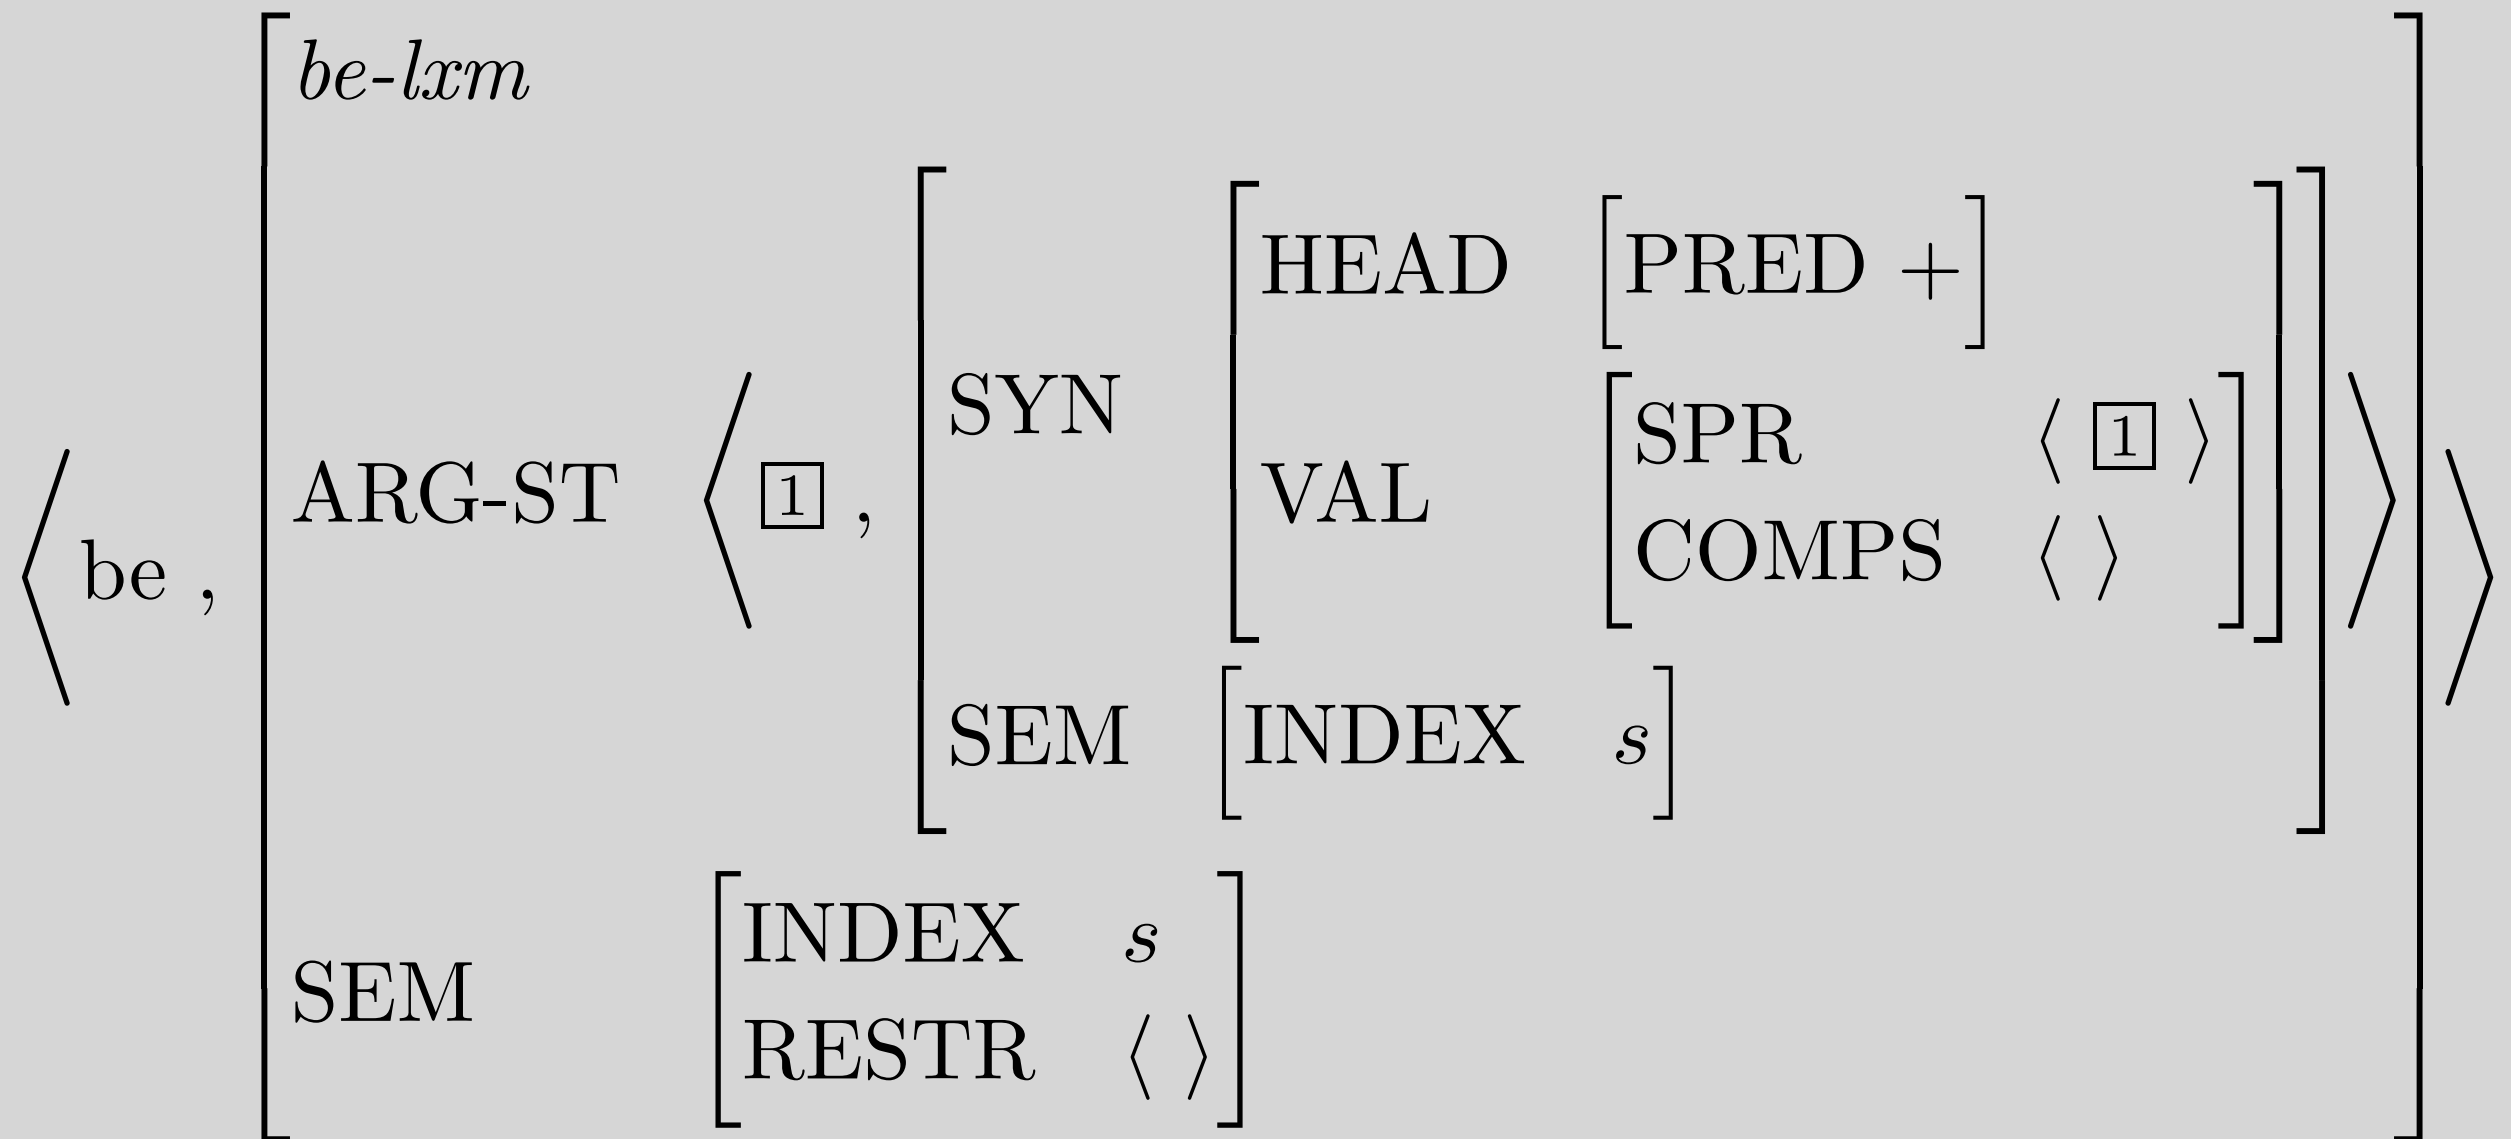 be-lxm
HEAD [PRED +]
SYN
SPR ⟨ 1 ⟩
VAL
ARG-ST ⟨ 1 ,
COMPS ⟨ ⟩
⟨ be ,
SEM [INDEX s]
INDEX s
SEM
RESTR ⟨ ⟩